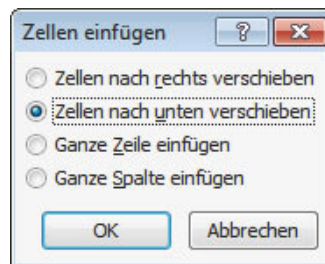 Zellen einfügen
Zellen nach rechts verschieben
Zellen nach unten verschieben
Ganze Zeile einfügen
Ganze Spalte einfügen
OK Abbrechen